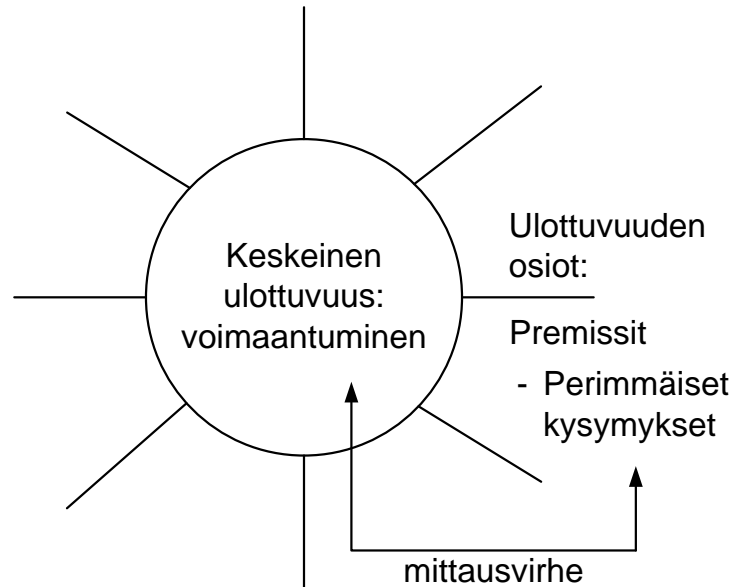 Keskeinen
ulottuvuus:
voimaantuminen
Ulottuvuuden
osiot:
Premissit
- Perimmäiset
kysymykset
mittausvirhe